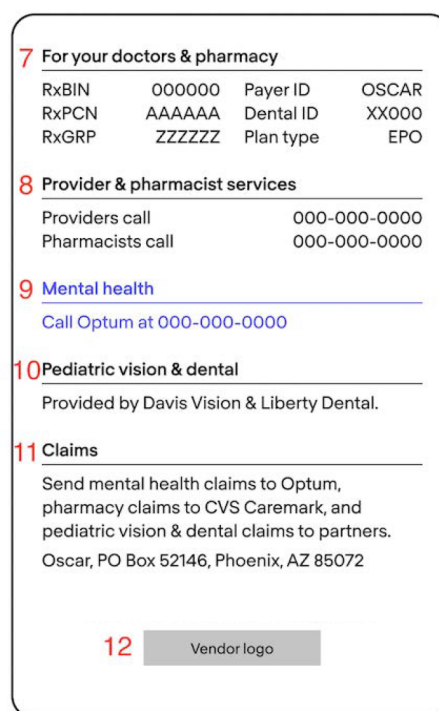 7 For your doctors & pharmacy
RxBIN 000000 Payer ID OSCAR
RxPCN AAAAAA Dental ID XX000
RxGRP ZZZZZZ Plan type EPO
8 Provider & pharmacist services
Providers call 000-000-0000
Pharmacists call 000-000-0000
9 Mental health
Call Optum at 000-000-0000
10 Pediatric vision & dental
Provided by Davis Vision & Liberty Dental.
11 Claims
Send mental health claims to Optum,
pharmacy claims to CVS Caremark, and
pediatric vision & dental claims to partners.
Oscar, PO Box 52146, Phoenix, AZ 85072
12 Vendor logo